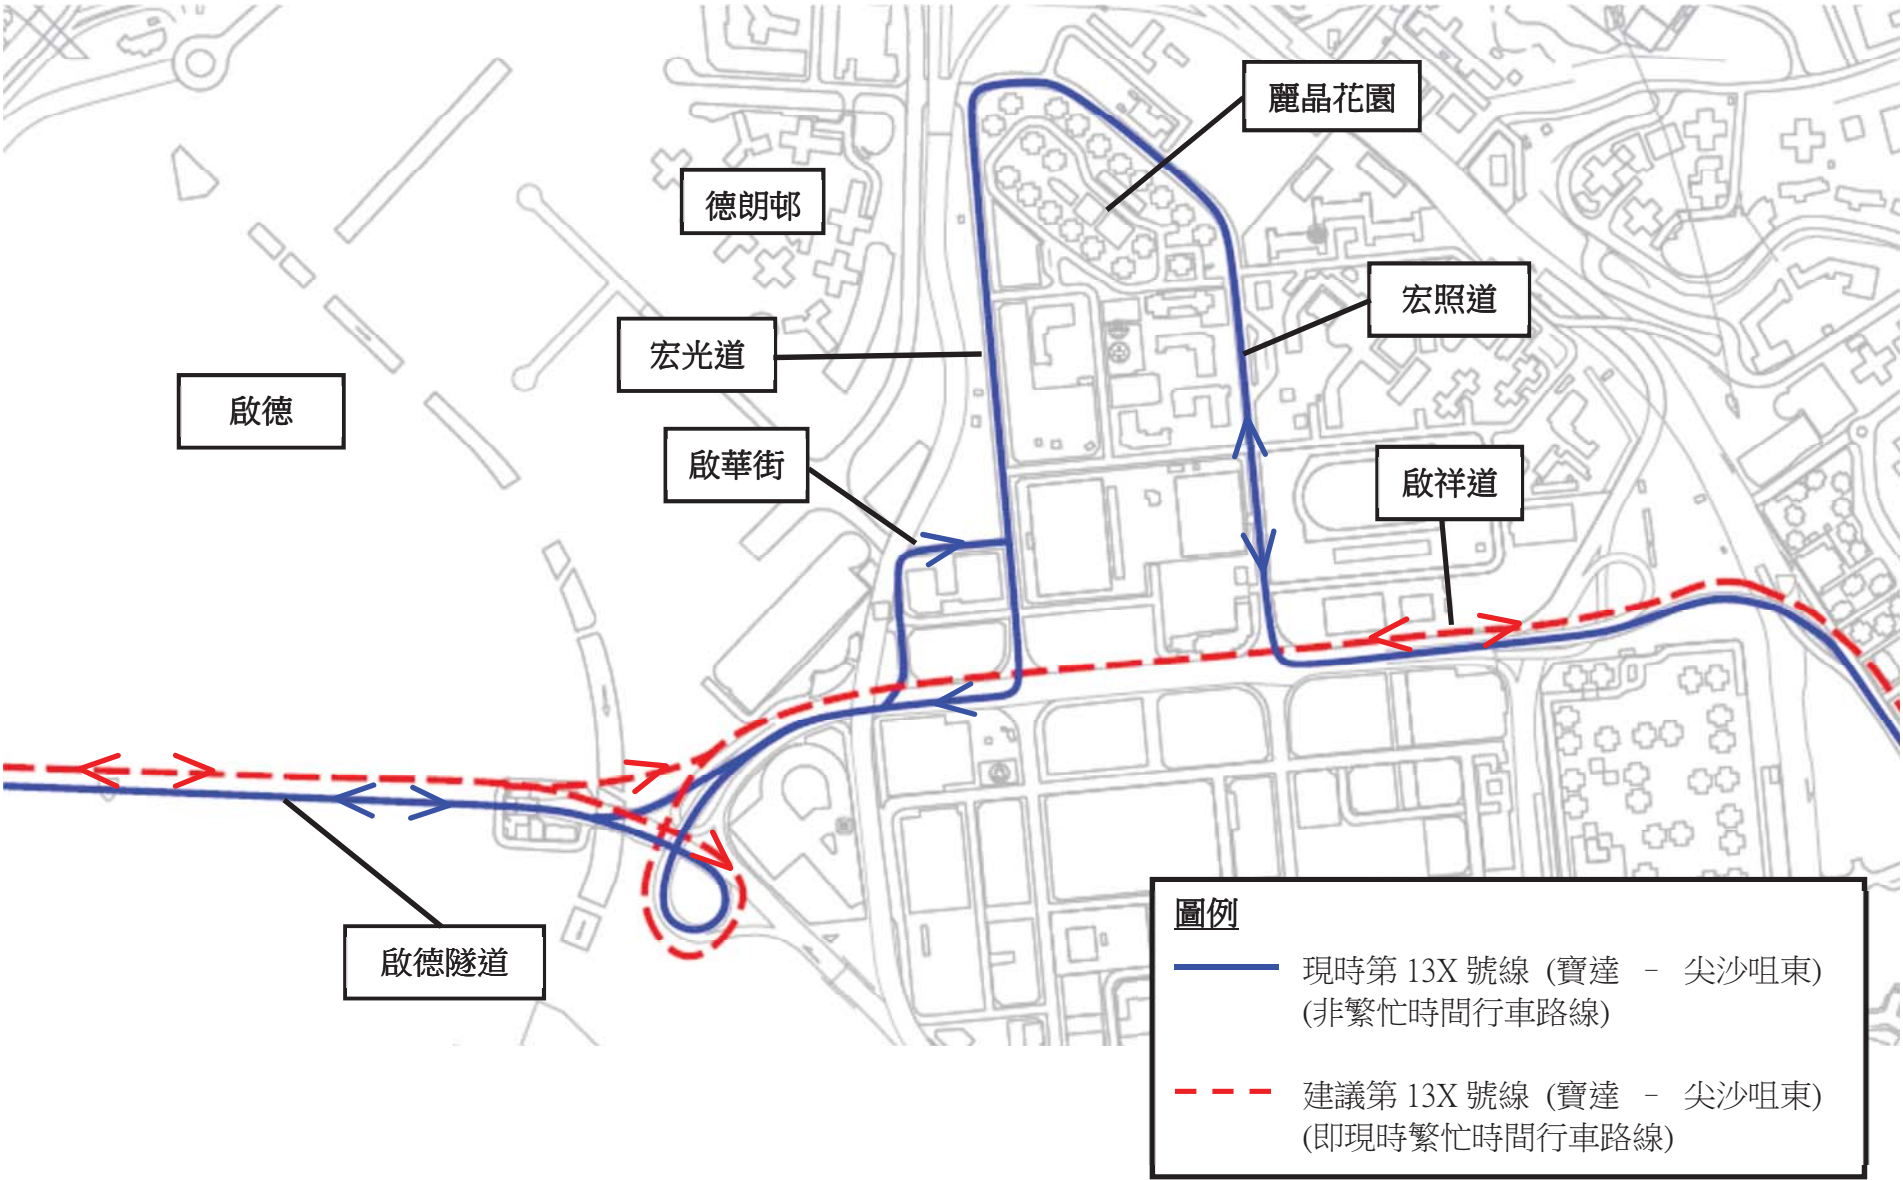 麗晶花園
德朗邨
宏照道
宏光道
啟德
啟華街
啟祥道
啟德隧道
圖例
現時第 13X 號線 (寶達 - 尖沙咀東)
(非繁忙時間行車路線)
建議第 13X 號線 (寶達 - 尖沙咀東)
(即現時繁忙時間行車路線)